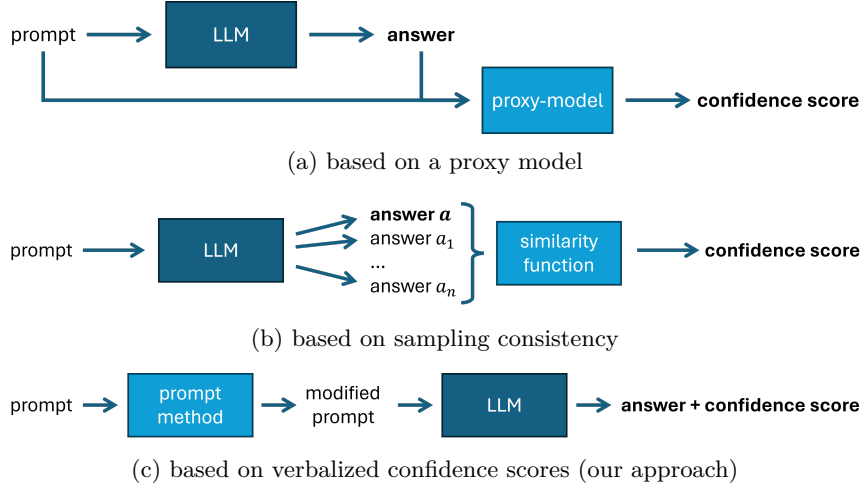 prompt LLM answer
proxy-model confidence score
(a) based on a proxy model
answer a
prompt LLM answer a₁ similarity function confidence score
...
answer aₙ
(b) based on sampling consistency
prompt prompt method modified prompt LLM answer + confidence score
(c) based on verbalized confidence scores (our approach)